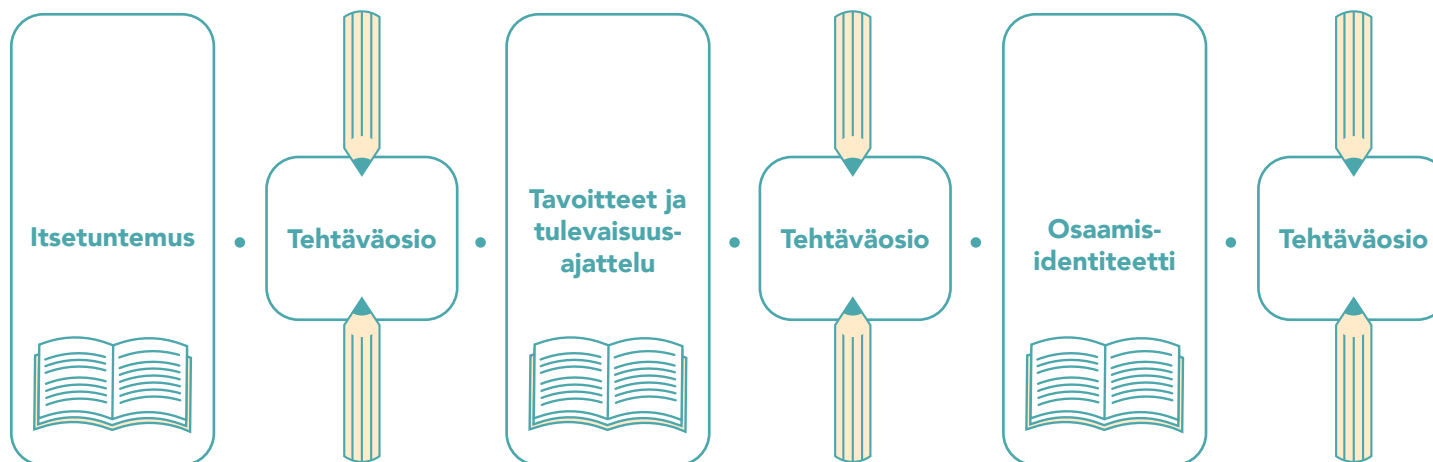 Itsetuntemus
Tehtäväosio
Tavoitteet ja
tulevaisuus-
ajattelu
Tehtäväosio
Osaamis-
identiteetti
Tehtäväosio